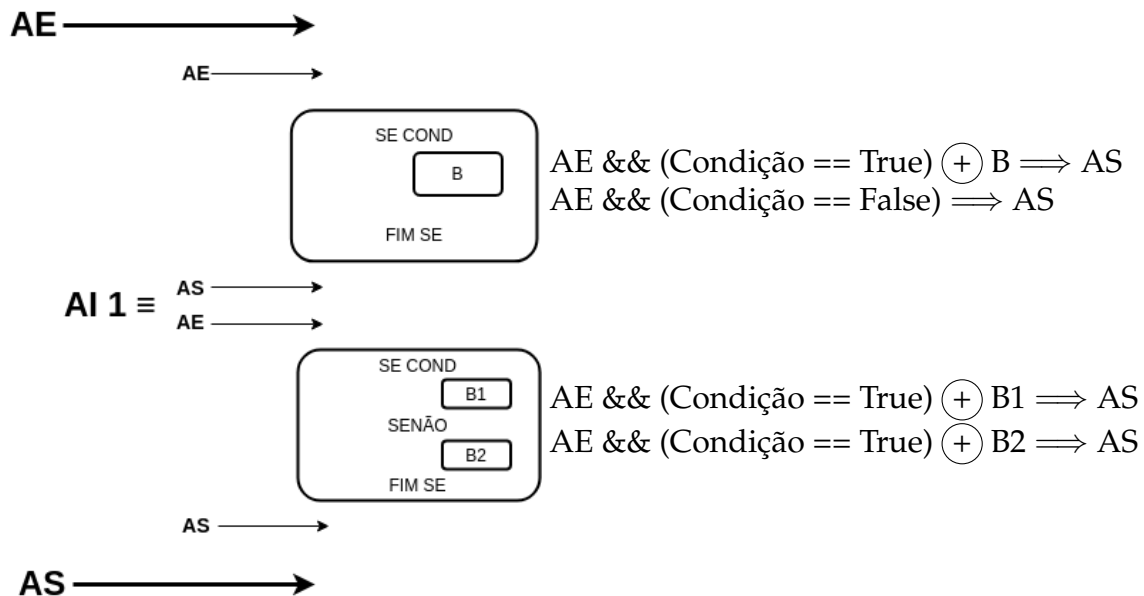 AE
AE
SE COND
B
FIM SE
AE && (Condição == True) + B ⟹ AS
AE && (Condição == False) ⟹ AS
AS
AI 1 ≡
AE
SE COND
B1
SENÃO
B2
FIM SE
AE && (Condição == True) + B1 ⟹ AS
AE && (Condição == True) + B2 ⟹ AS
AS
AS